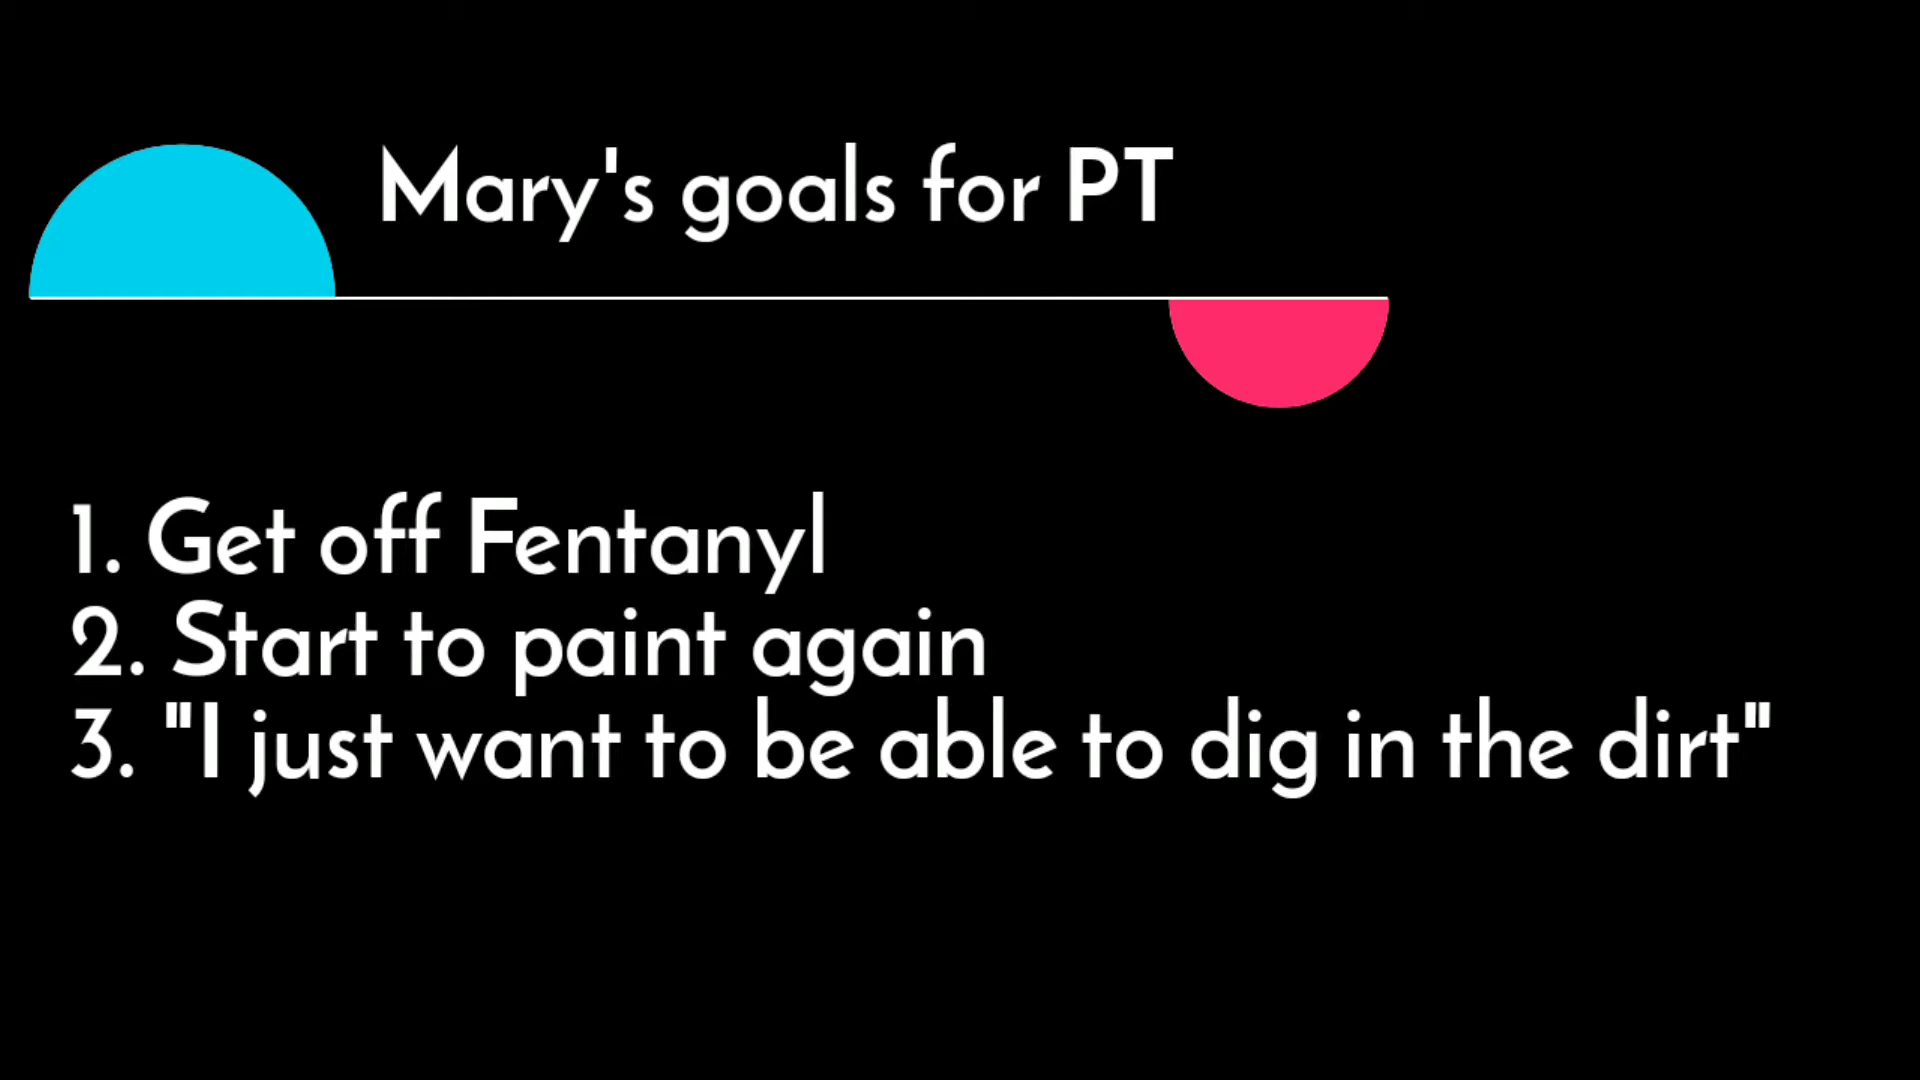 Mary's goals for PT
1. Get off Fentanyl
2. Start to paint again
3. "I just want to be able to dig in the dirt"